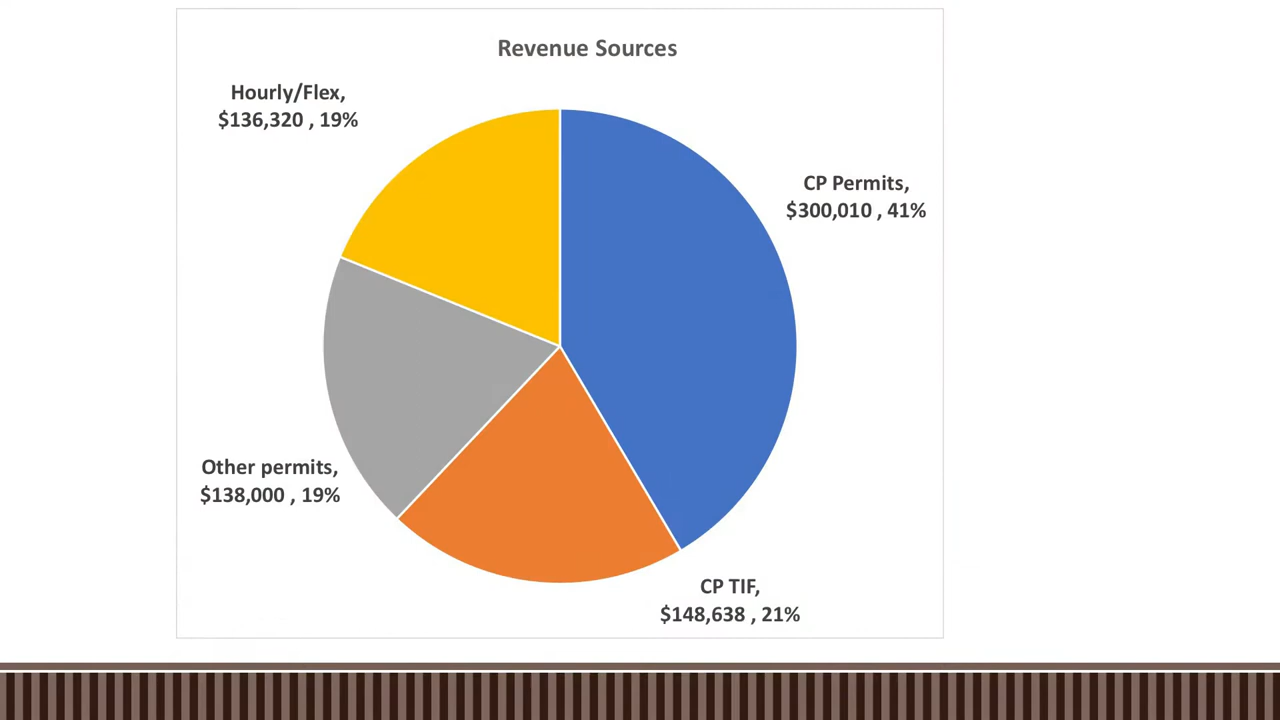 Revenue Sources
Hourly/Flex,
$136,320 , 19%
CP Permits,
$300,010 , 41%
Other permits,
$138,000 , 19%
CP TIF,
$148,638 , 21%